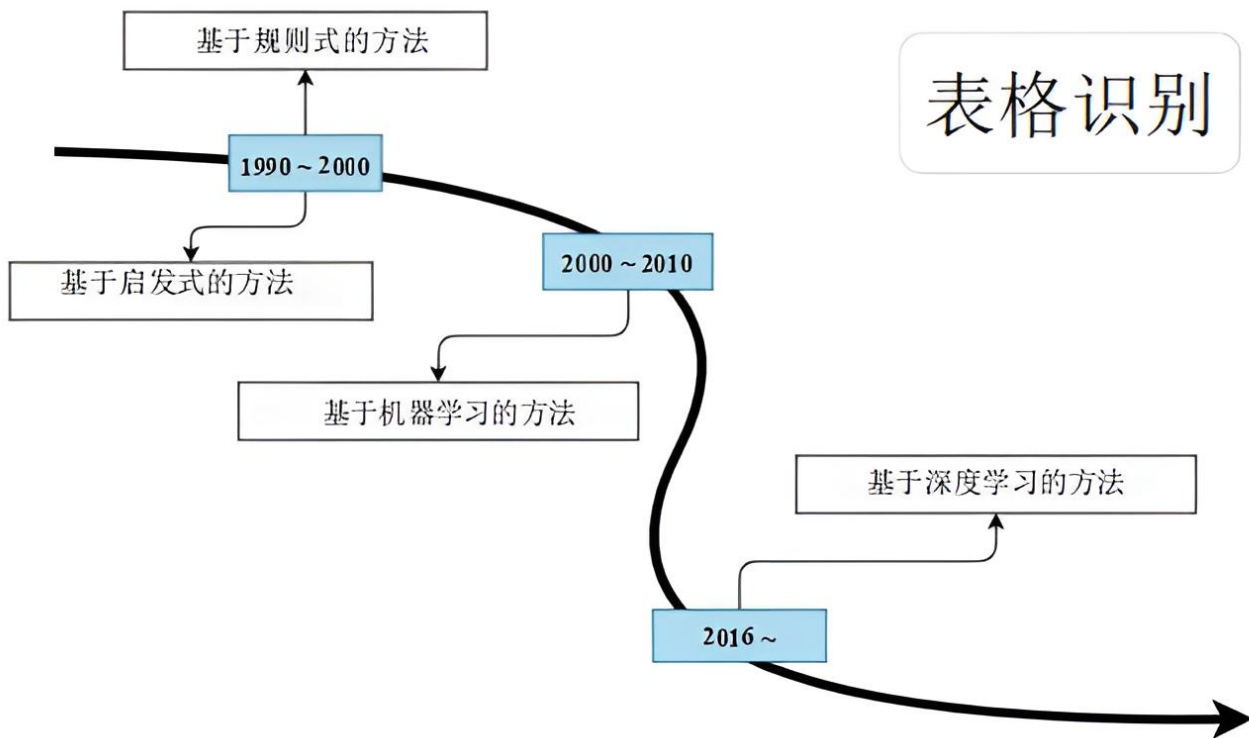 基于规则式的方法
表格识别
1990～2000
基于启发式的方法
2000～2010
基于机器学习的方法
基于深度学习的方法
2016～